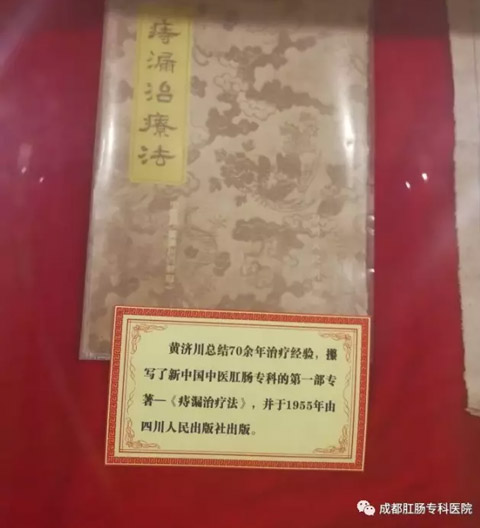 痔漏治療法
黄济川总结70余年治疗经验，撰
写了新中国中医肛肠专科的第一部专
著—《痔漏治疗法》，并于1955年由
四川人民出版社出版。
成都肛肠专科医院